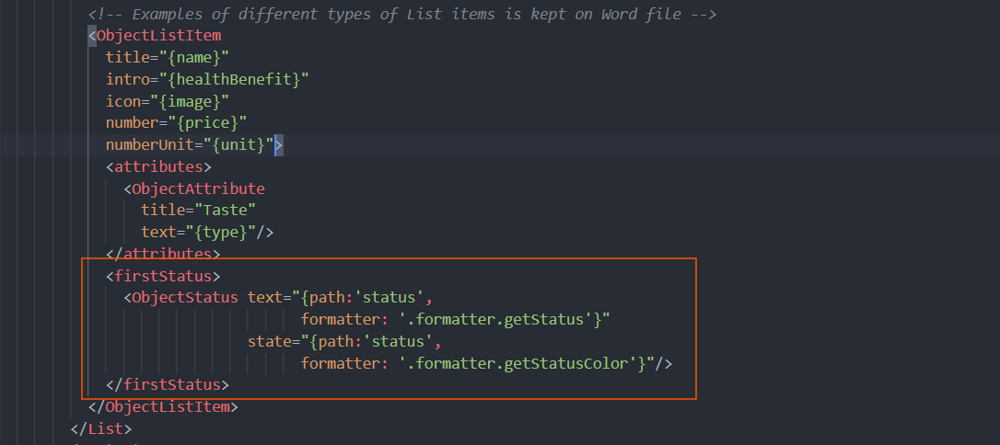 <!-- Examples of different types of List items is kept on Word file -->
<ObjectListItem
title="{name}"
intro="{healthBenefit}"
icon="{image}"
number="{price}"
numberUnit="{unit}">
<attributes>
<ObjectAttribute
title="Taste"
text="{type}"/>
</attributes>
<firstStatus>
<ObjectStatus text="{path:'status',
formatter: '.formatter.getStatus'}"
state="{path:'status',
formatter: '.formatter.getStatusColor'}"/>
</firstStatus>
</ObjectListItem>
</List>